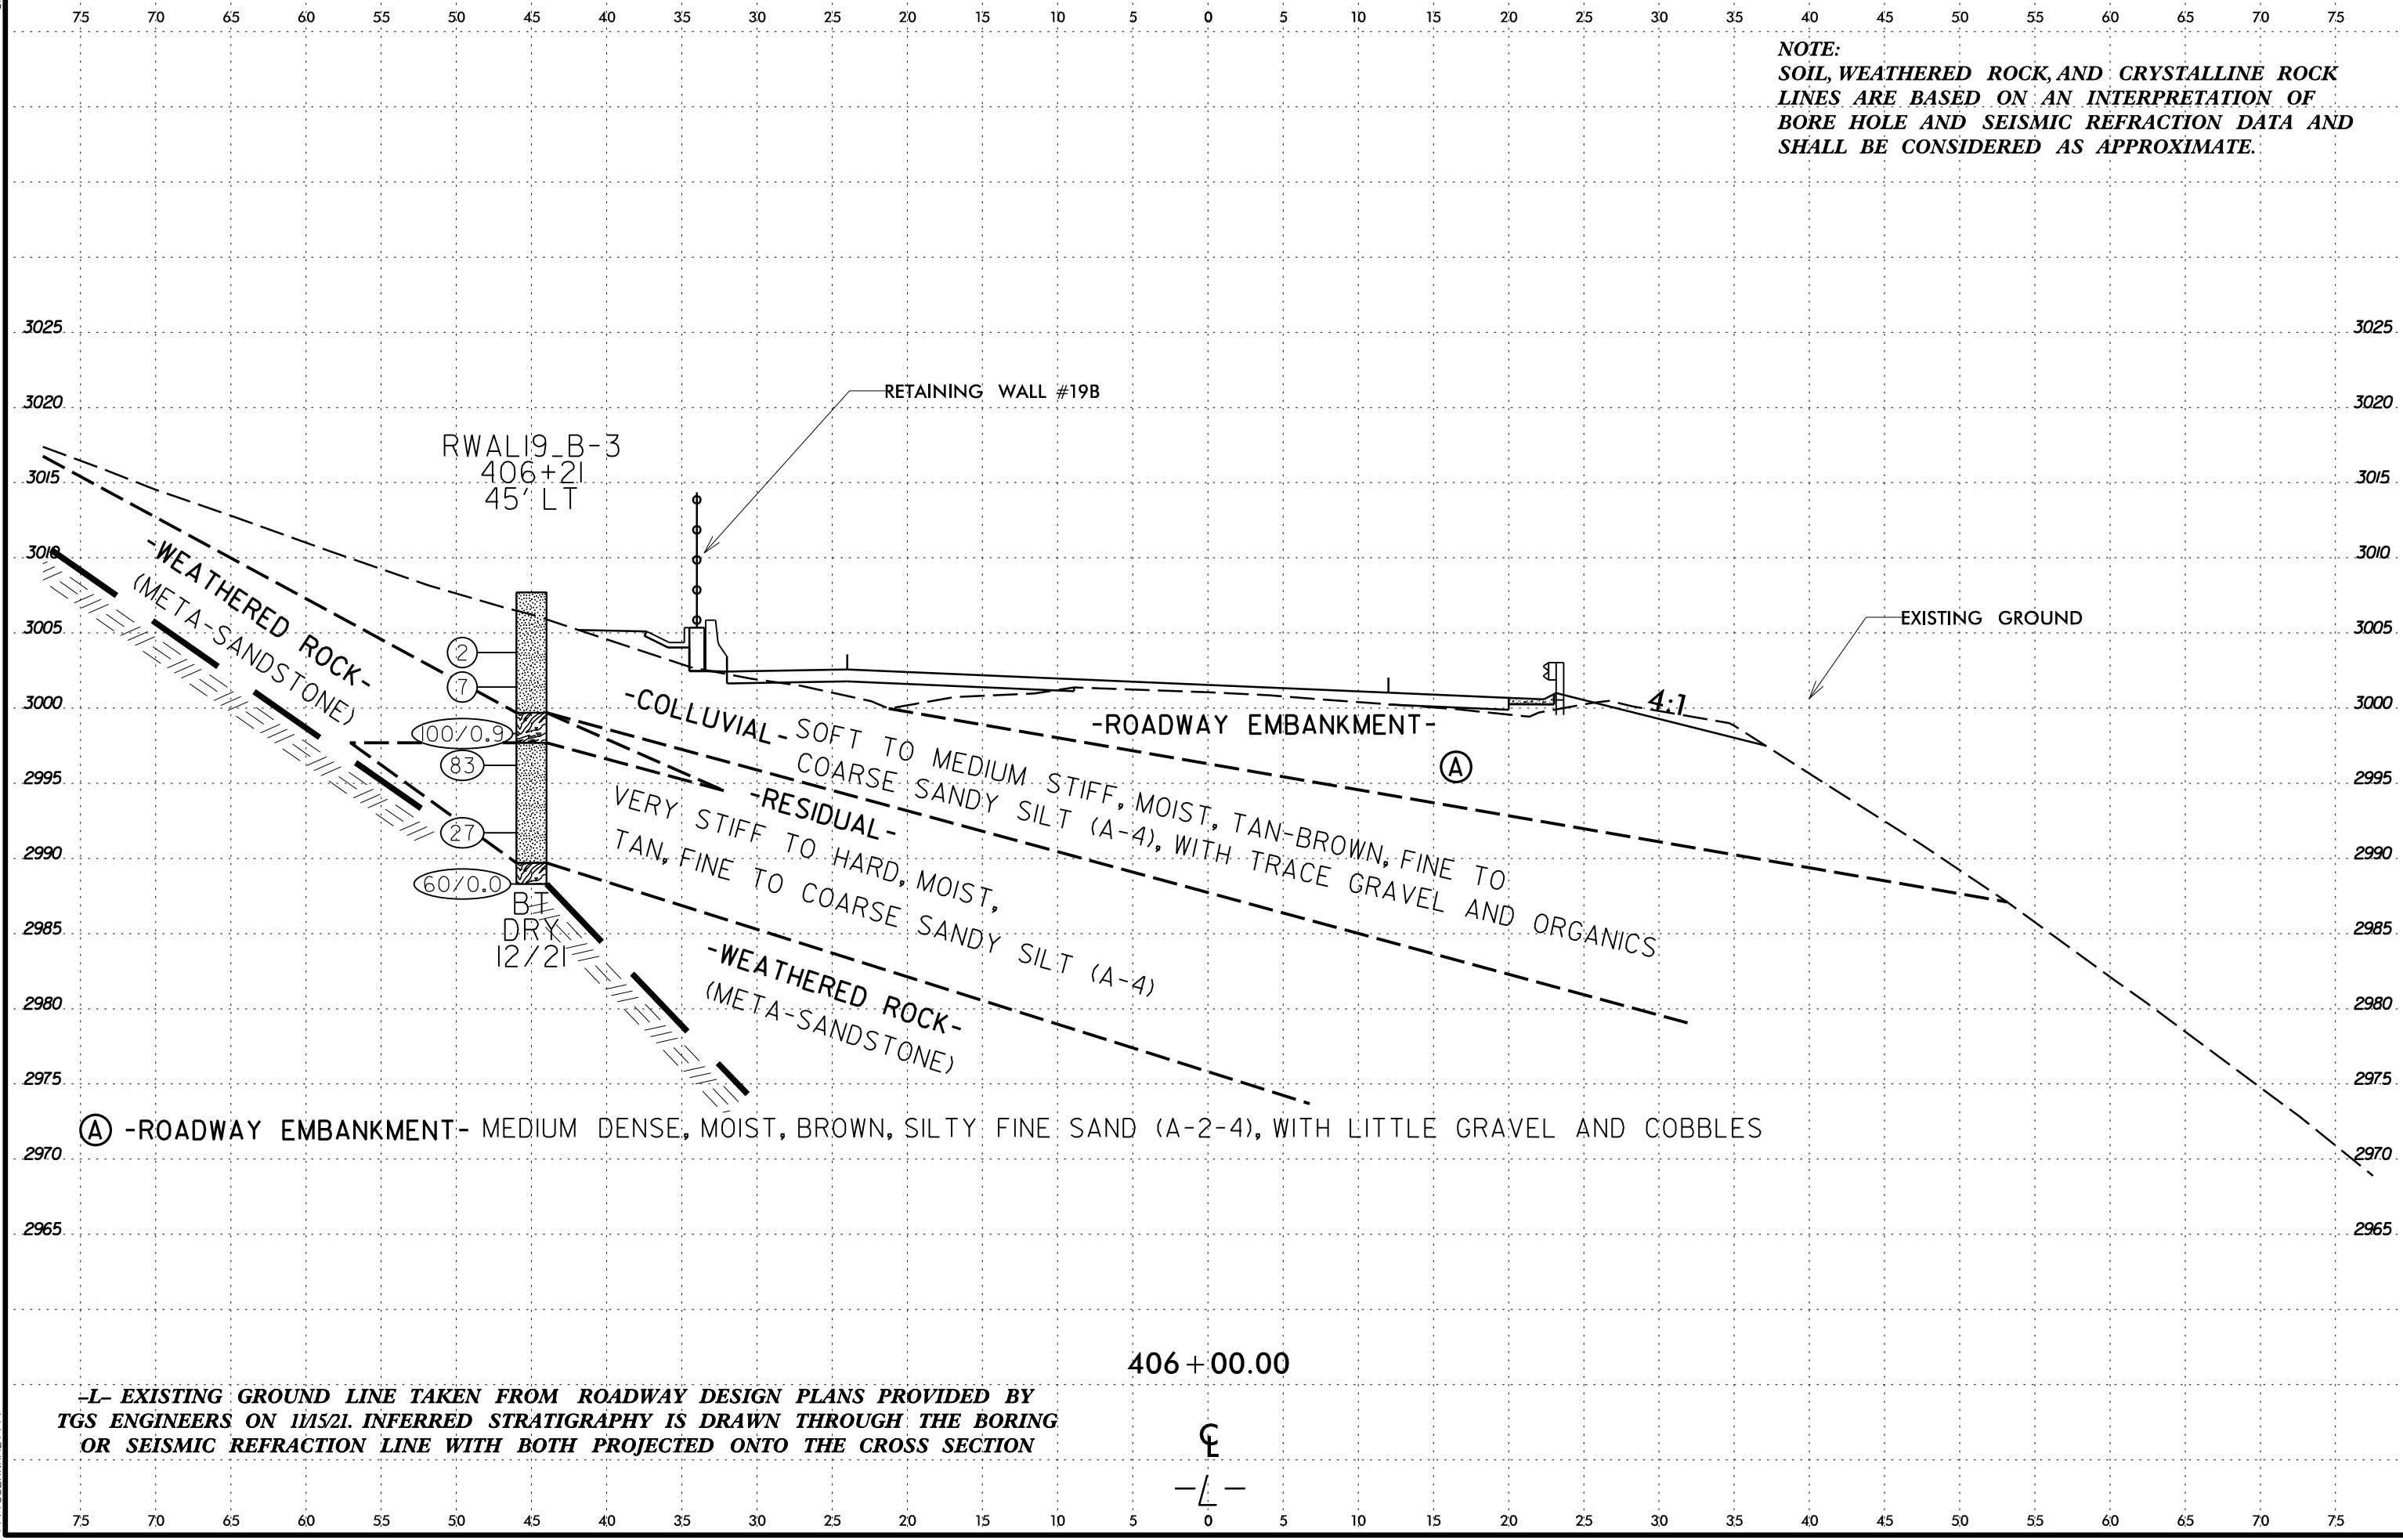 75 70 65 60 55 50 45 40 35 30 25 20 15 10 5 0 5 10 15 20 25 30 35 40 45 50 55 60 65 70 75
NOTE:
SOIL, WEATHERED ROCK, AND CRYSTALLINE ROCK
LINES ARE BASED ON AN INTERPRETATION OF
BORE HOLE AND SEISMIC REFRACTION DATA AND
SHALL BE CONSIDERED AS APPROXIMATE.
3025 3025
RETAINING WALL #19B
3020 3020
RWAL19_B-3
406+21
45' LT
3015 3015
3010 3010
-WEATHERED ROCK-
(META-SANDSTONE)
EXISTING GROUND
3005 3005
2
7
3000 3000
4:1
-COLLUVIAL- SOFT TO MEDIUM STIFF, MOIST, TAN-BROWN, FINE TO
COARSE SANDY SILT (A-4), WITH TRACE GRAVEL AND ORGANICS
-ROADWAY EMBANKMENT-
A
100/0.9
83
2995 2995
-RESIDUAL-
VERY STIFF TO HARD, MOIST,
TAN, FINE TO COARSE SANDY SILT (A-4)
27
2990 2990
60/0.0
BT
DRY
12/21
2985 2985
-WEATHERED ROCK-
(META-SANDSTONE)
2980 2980
2975 2975
A -ROADWAY EMBANKMENT- MEDIUM DENSE, MOIST, BROWN, SILTY FINE SAND (A-2-4), WITH LITTLE GRAVEL AND COBBLES
2970 2970
2965 2965
406+00.00
-L- EXISTING GROUND LINE TAKEN FROM ROADWAY DESIGN PLANS PROVIDED BY
TGS ENGINEERS ON 11/15/21. INFERRED STRATIGRAPHY IS DRAWN THROUGH THE BORING
OR SEISMIC REFRACTION LINE WITH BOTH PROJECTED ONTO THE CROSS SECTION
℄
-L-
75 70 65 60 55 50 45 40 35 30 25 20 15 10 5 0 5 10 15 20 25 30 35 40 45 50 55 60 65 70 75